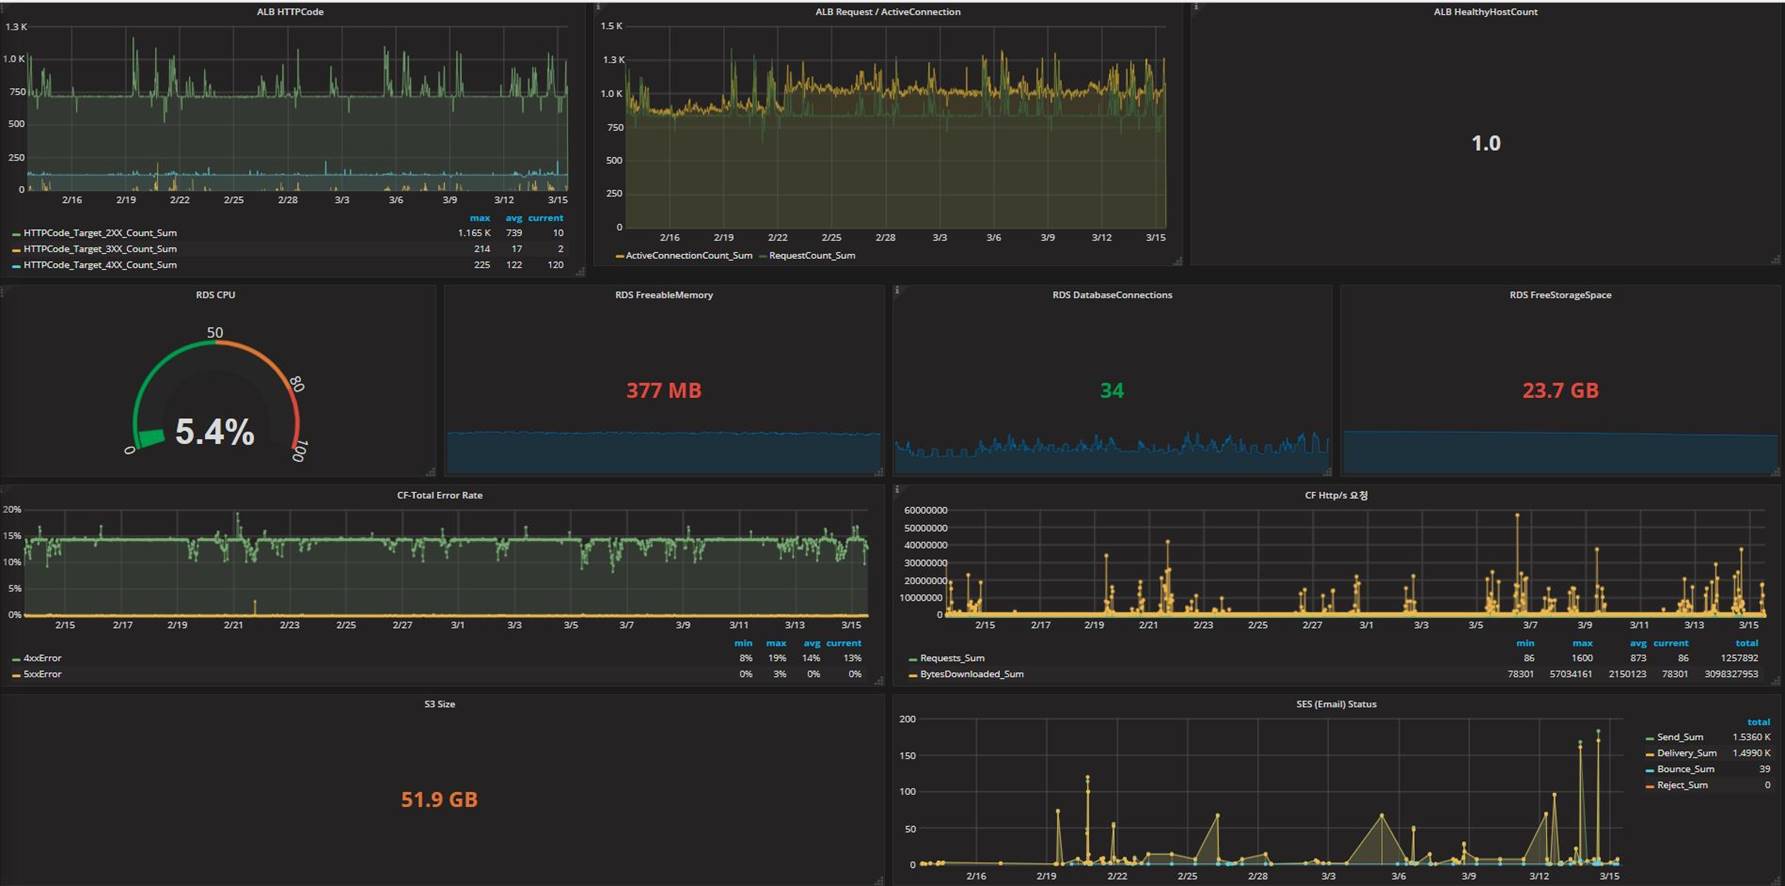 ALB HTTPCode
1.3 K
1.0 K
750
500
250
0
2/16 2/19 2/22 2/25 2/28 3/3 3/6 3/9 3/12 3/15
max avg current
HTTPCode_Target_2XX_Count_Sum 1.165 K 739 10
HTTPCode_Target_3XX_Count_Sum 214 17 2
HTTPCode_Target_4XX_Count_Sum 225 122 120
ALB Request / ActiveConnection
1.5 K
1.3 K
1.0 K
750
500
250
0
2/16 2/19 2/22 2/25 2/28 3/3 3/6 3/9 3/12 3/15
ActiveConnectionCount_Sum RequestCount_Sum
ALB HealthyHostCount
1.0
RDS CPU
50
80
0
100
5.4%
RDS FreeableMemory
377 MB
RDS DatabaseConnections
34
RDS FreeStorageSpace
23.7 GB
CF-Total Error Rate
20%
15%
10%
5%
0%
2/15 2/17 2/19 2/21 2/23 2/25 2/27 3/1 3/3 3/5 3/7 3/9 3/11 3/13 3/15
min max avg current
4xxError 8% 19% 14% 13%
5xxError 0% 3% 0% 0%
CF Http/s 요청
60000000
50000000
40000000
30000000
20000000
10000000
0
2/15 2/17 2/19 2/21 2/23 2/25 2/27 3/1 3/3 3/5 3/7 3/9 3/11 3/13 3/15
min max avg current total
Requests_Sum 86 1600 873 86 1257892
BytesDownloaded_Sum 78301 57034161 2150123 78301 3098327953
S3 Size
51.9 GB
SES (Email) Status
200
150
100
50
0
2/16 2/19 2/22 2/25 2/28 3/3 3/6 3/9 3/12 3/15
total
Send_Sum 1.5360 K
Delivery_Sum 1.4990 K
Bounce_Sum 39
Reject_Sum 0